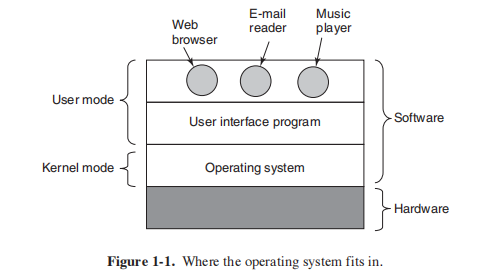 Web
browser
E-mail
reader
Music
player
User mode
User interface program
Software
Kernel mode
Operating system
Hardware
Figure 1-1. Where the operating system fits in.